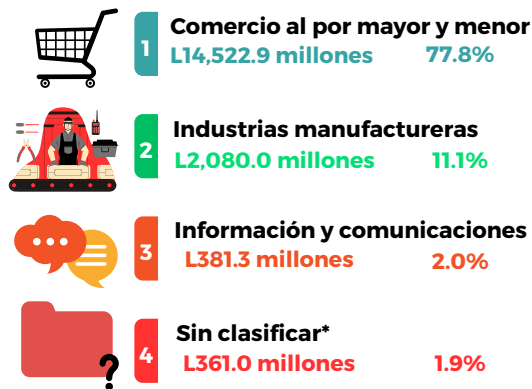 1
Comercio al por mayor y menor
L14,522.9 millones 77.8%
2
Industrias manufactureras
L2,080.0 millones 11.1%
3
Información y comunicaciones
L381.3 millones 2.0%
4
Sin clasificar*
L361.0 millones 1.9%
?